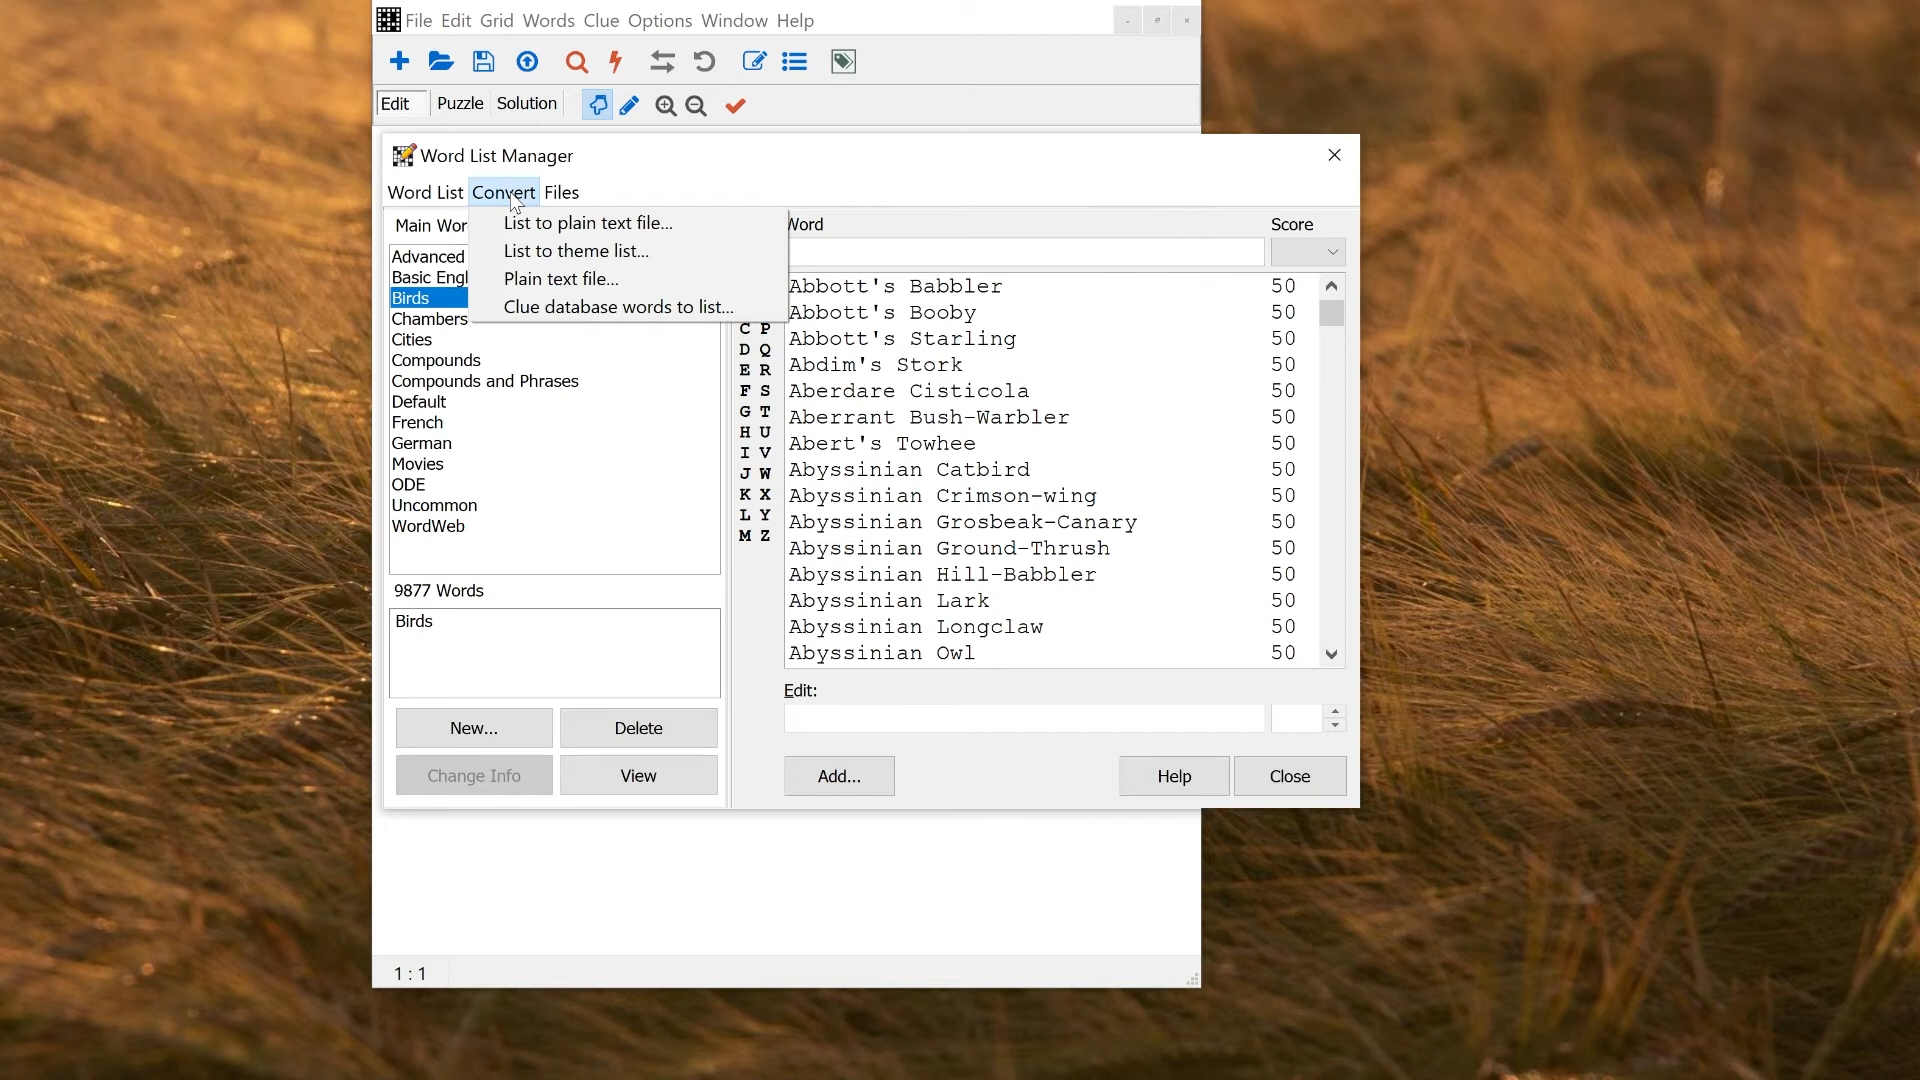 File Edit Grid Words Clue Options Window Help
Edit Puzzle Solution
Word List Manager
Word List Convert Files
List to plain text file...
List to theme list...
Plain text file...
Clue database words to list...
Main Wor
Advanced
Basic Engl
Birds
Chambers
Cities
Compounds
Compounds and Phrases
Default
French
German
Movies
ODE
Uncommon
WordWeb
9877 Words
Birds
New... Delete
Change Info View
C P
D Q
E R
F S
G T
H U
I V
J W
K X
L Y
M Z
Word Score
Abbott's Babbler 50
Abbott's Booby 50
Abbott's Starling 50
Abdim's Stork 50
Aberdare Cisticola 50
Aberrant Bush-Warbler 50
Abert's Towhee 50
Abyssinian Catbird 50
Abyssinian Crimson-wing 50
Abyssinian Grosbeak-Canary 50
Abyssinian Ground-Thrush 50
Abyssinian Hill-Babbler 50
Abyssinian Lark 50
Abyssinian Longclaw 50
Abyssinian Owl 50
Edit:
Add... Help Close
1 : 1